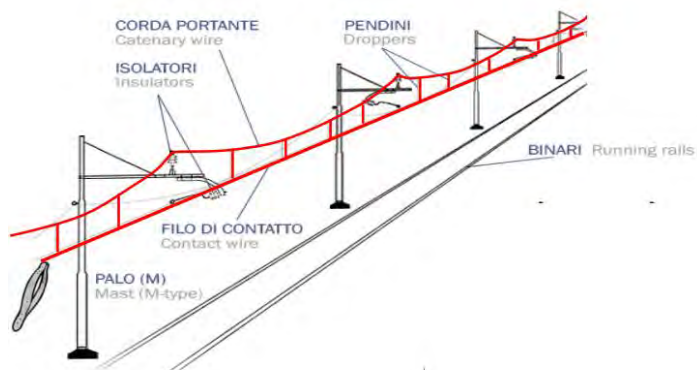 CORDA PORTANTE
Catenary wire
PENDINI
Droppers
ISOLATORI
Insulators
BINARI Running rails
FILO DI CONTATTO
Contact wire
PALO (M)
Mast (M-type)